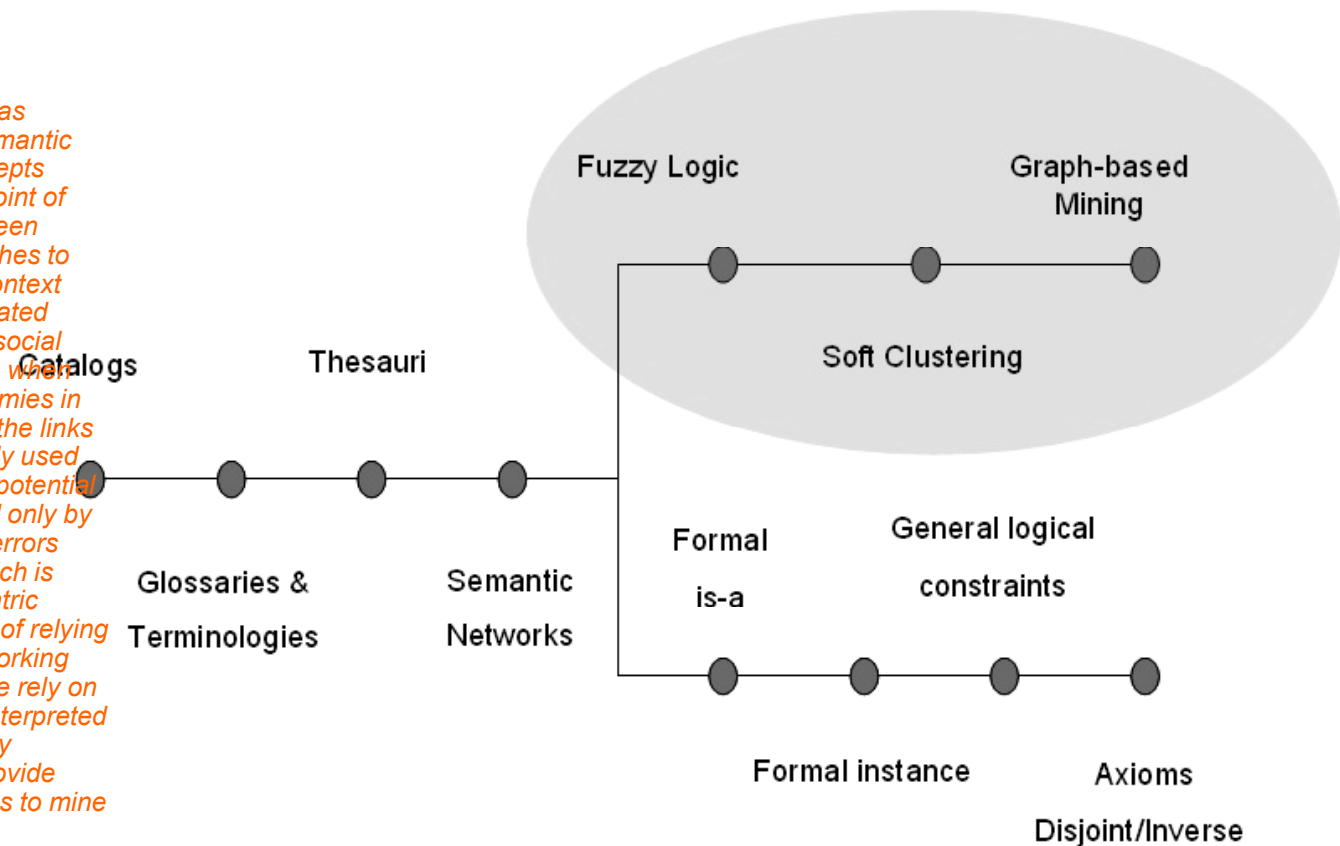 as
mantic
epts
oint of
een
hes to
ontext
ated
social
when
mies in
the links
ly used
potential
l only by
errors
ch is
tric
of relying
orking
e rely on
terpreted
y
ovide
s to mine
Catalogs
Thesauri
Glossaries &
Terminologies
Semantic
Networks
Fuzzy Logic
Graph-based
Mining
Soft Clustering
Formal
is-a
General logical
constraints
Formal instance
Axioms
Disjoint/Inverse